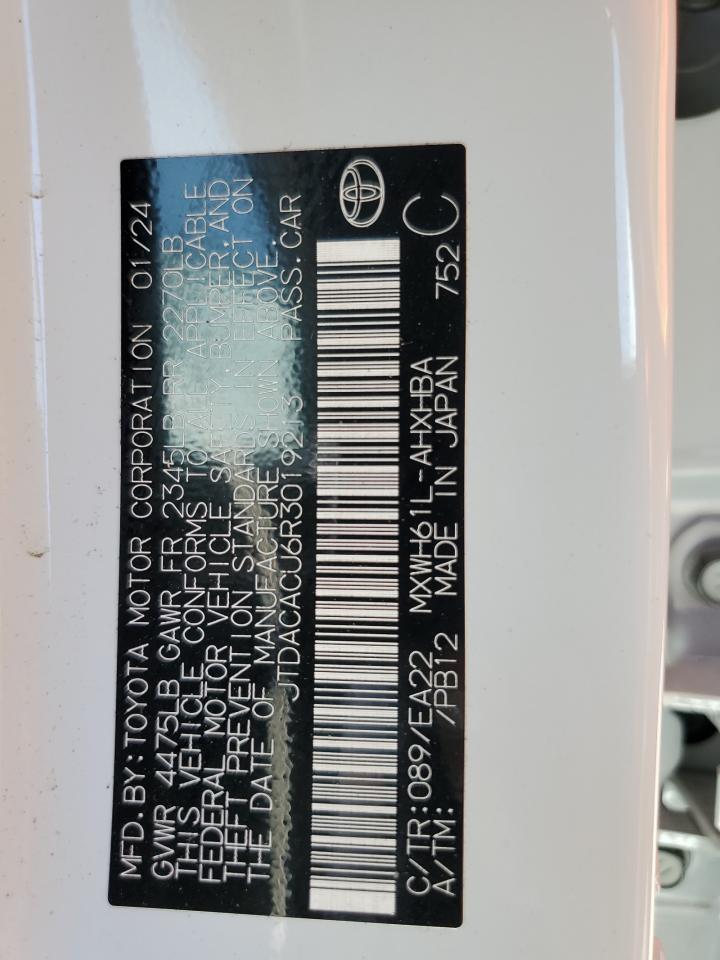 MFD.BY:TOYOTA MOTOR CORPORATION 01/24
GVWR 4475LB GAWR FR 2345LB RR 2270LB
THIS VEHICLE CONFORMS TO ALL APPLICABLE
FEDERAL MOTOR VEHICLE SAFETY,BUMPER,AND
THEFT PREVENTION STANDARDS IN EFFECT ON
THE DATE OF MANUFACTURE SHOWN ABOVE.
JTDACACU6R3019213 PASS.CAR
C/TR:089/EA22 MXWH61L-AHXHBA
A/TM: /PB12 MADE IN JAPAN 752 C